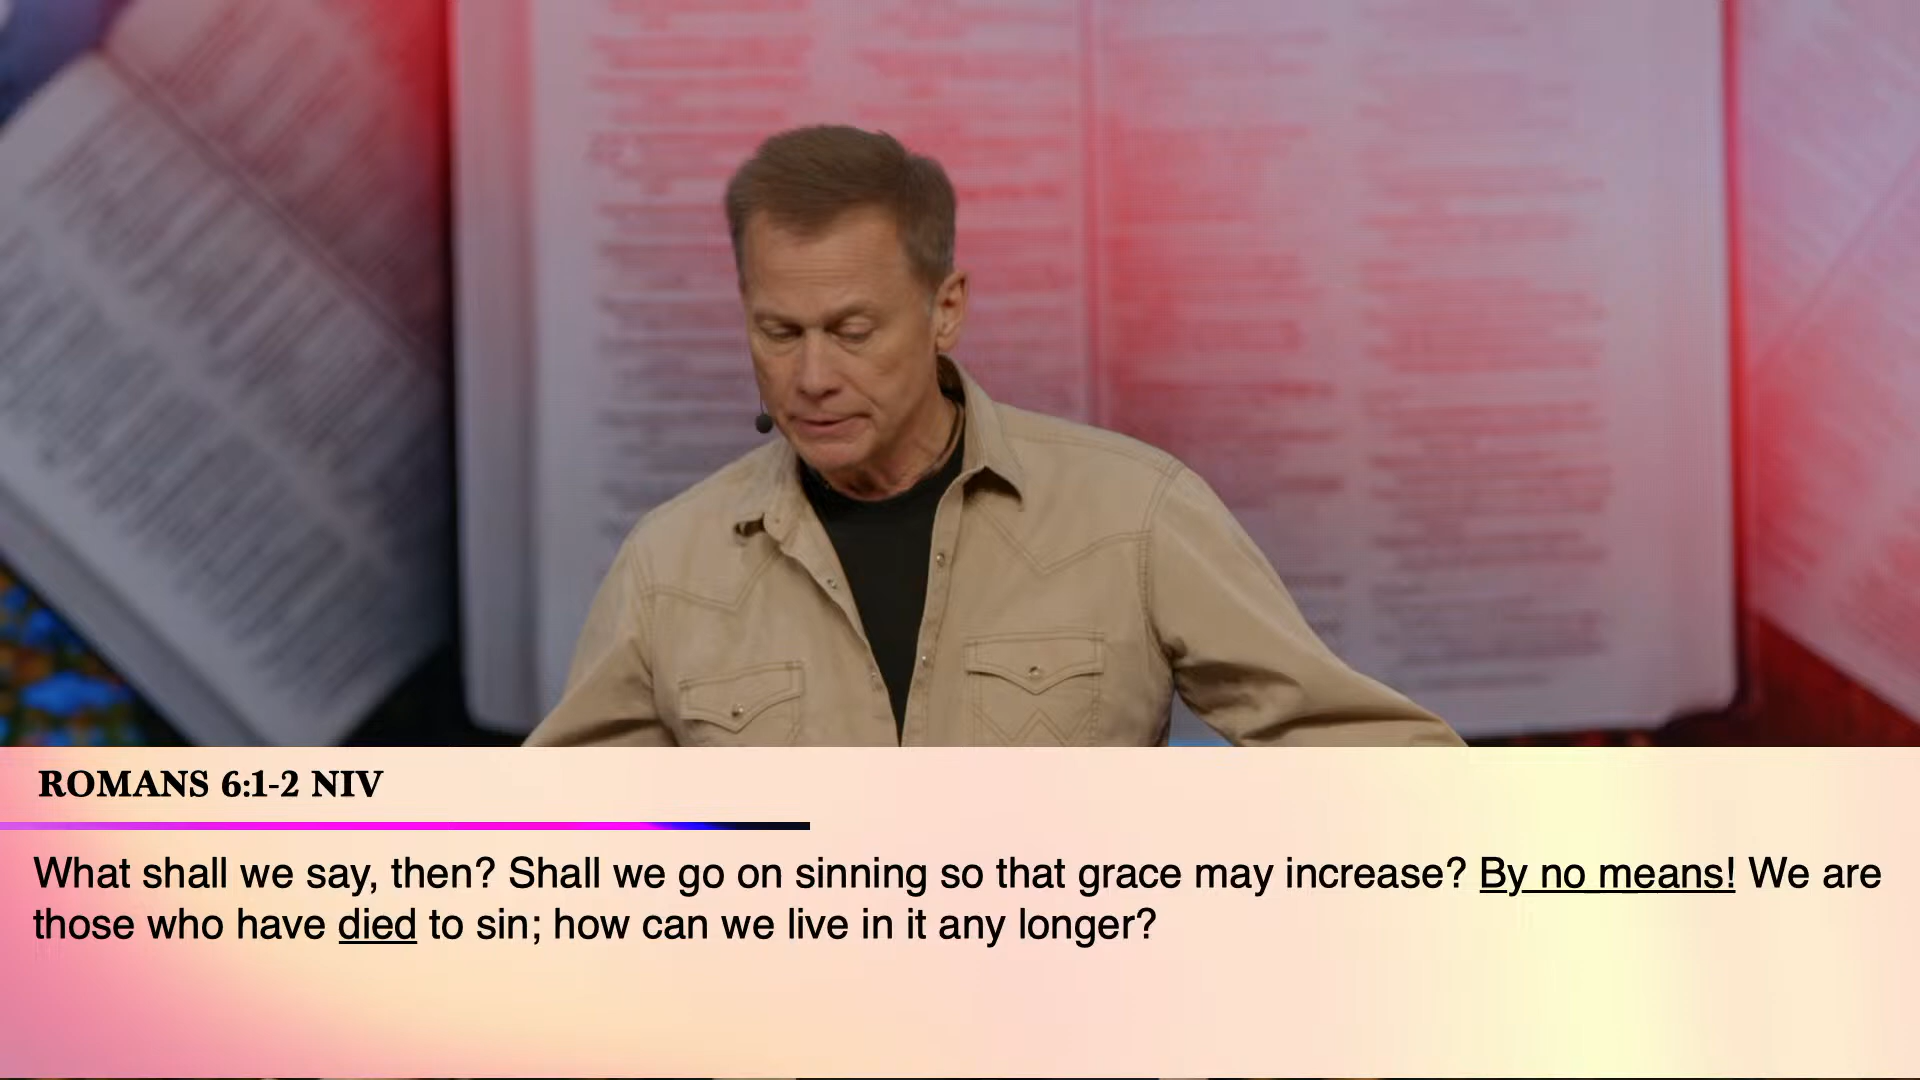 ROMANS 6:1-2 NIV
What shall we say, then? Shall we go on sinning so that grace may increase? By no means! We are
those who have died to sin; how can we live in it any longer?